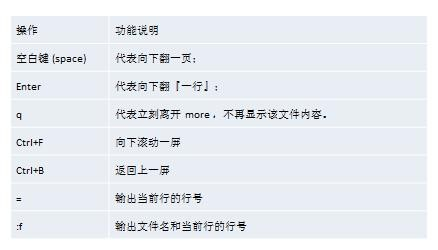 操作 功能说明
空白键 (space) 代表向下翻一页；
Enter 代表向下翻『一行』；
q 代表立刻离开 more ，不再显示该文件内容。
Ctrl+F 向下滚动一屏
Ctrl+B 返回上一屏
= 输出当前行的行号
:f 输出文件名和当前行的行号